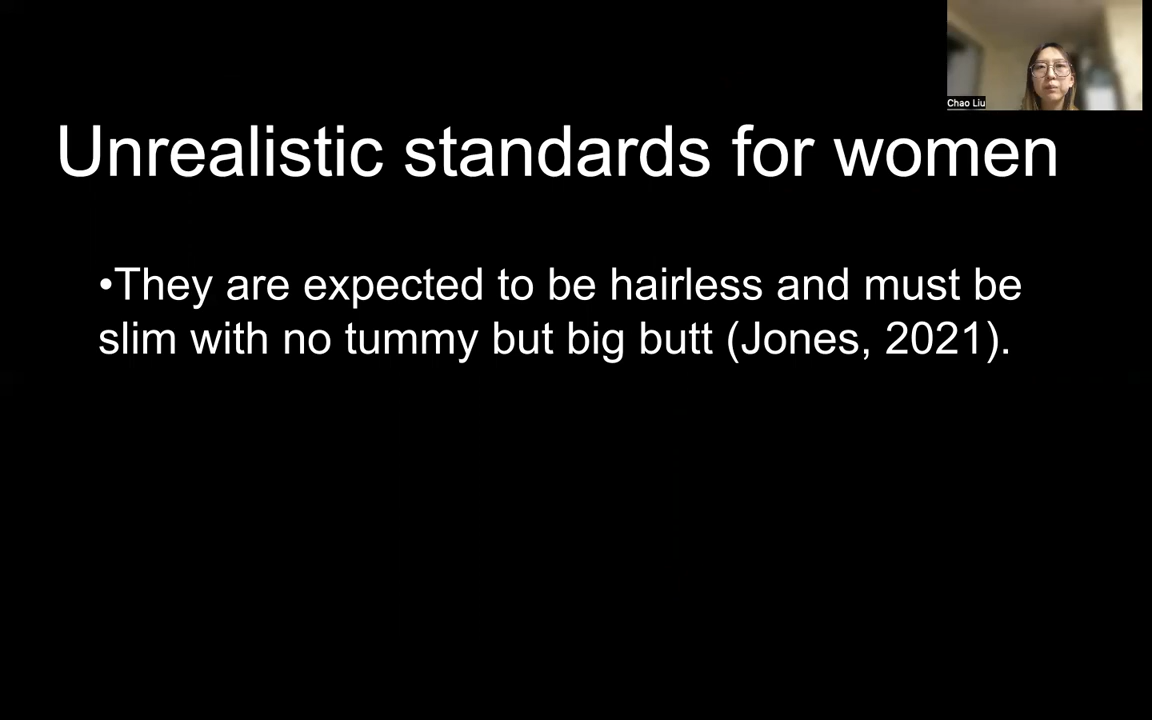 Chao Liu
Unrealistic standards for women
•They are expected to be hairless and must be
slim with no tummy but big butt (Jones, 2021).